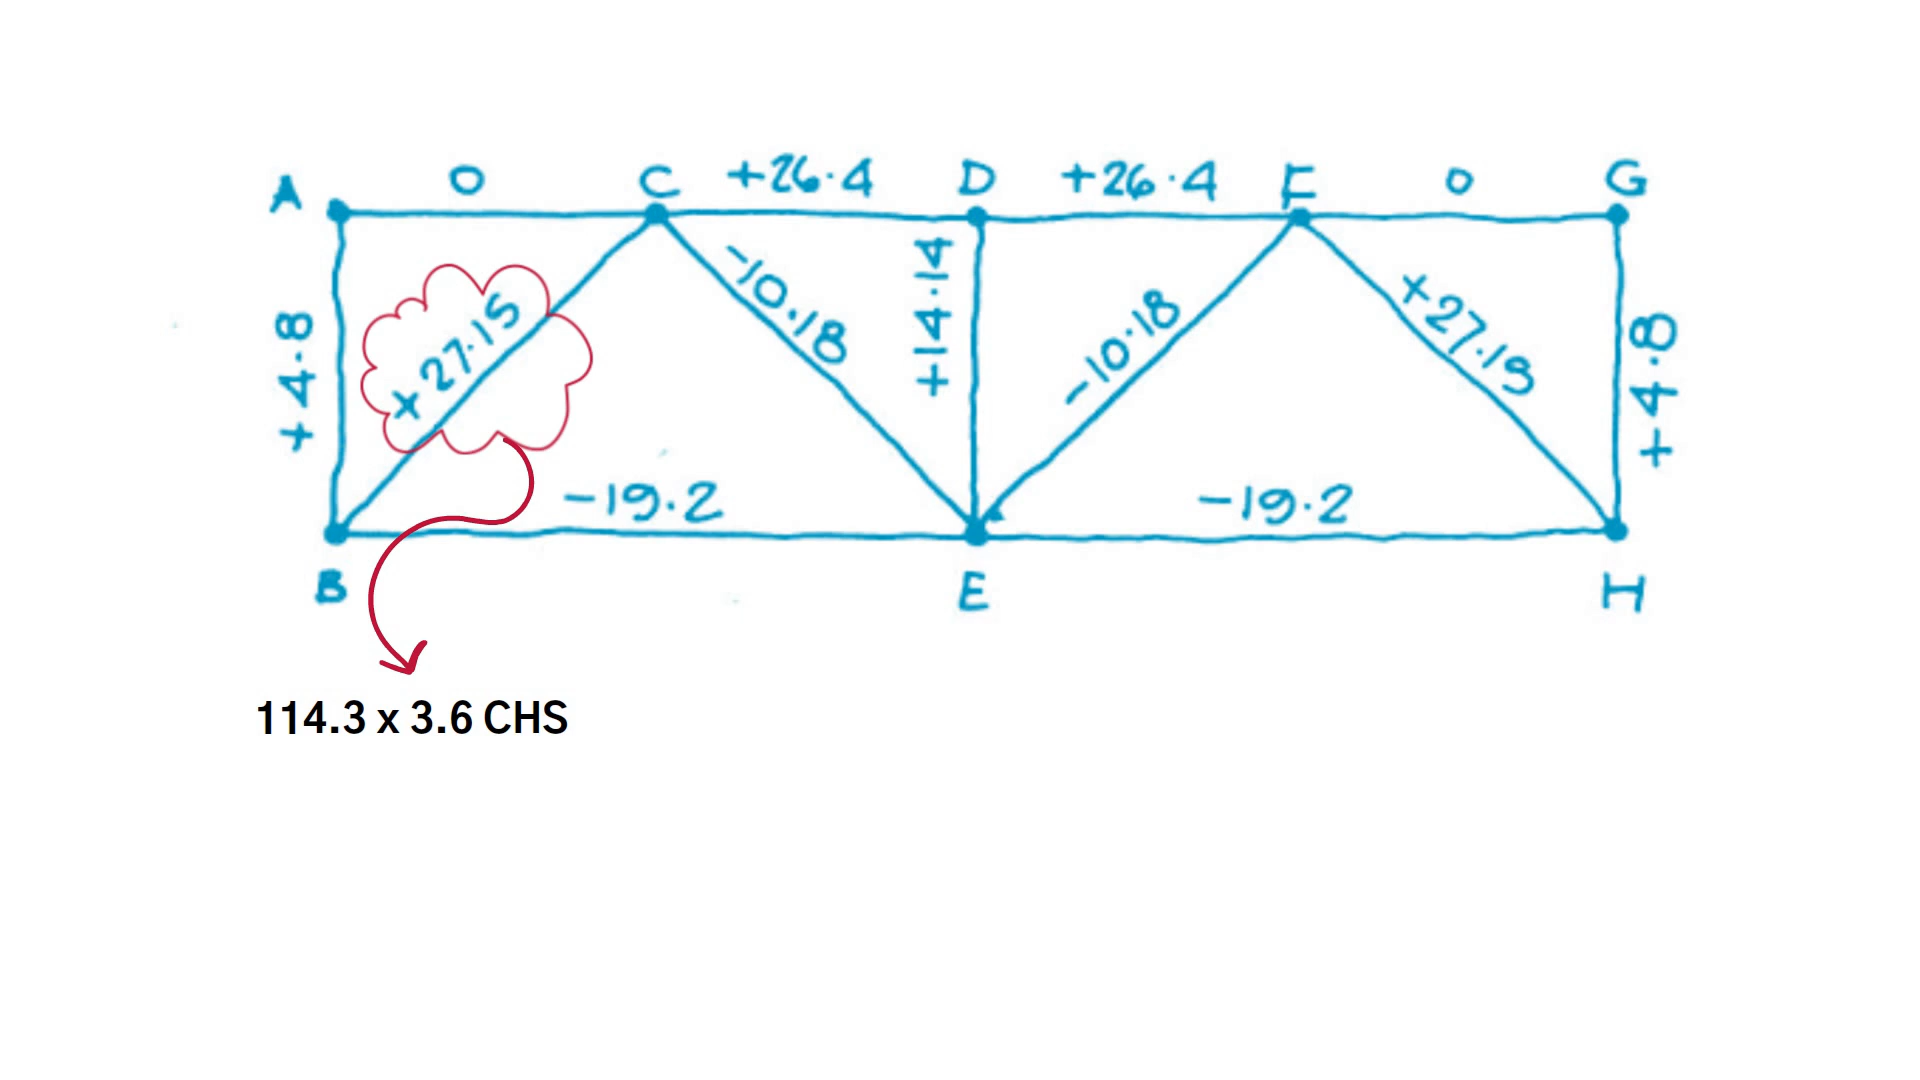 A 0 C +26.4 D +26.4 F 0 G
+4.8 +27.15 -10.18 +14.14 -10.18 +27.15 +4.8
-19.2 -19.2
B E H
114.3 x 3.6 CHS